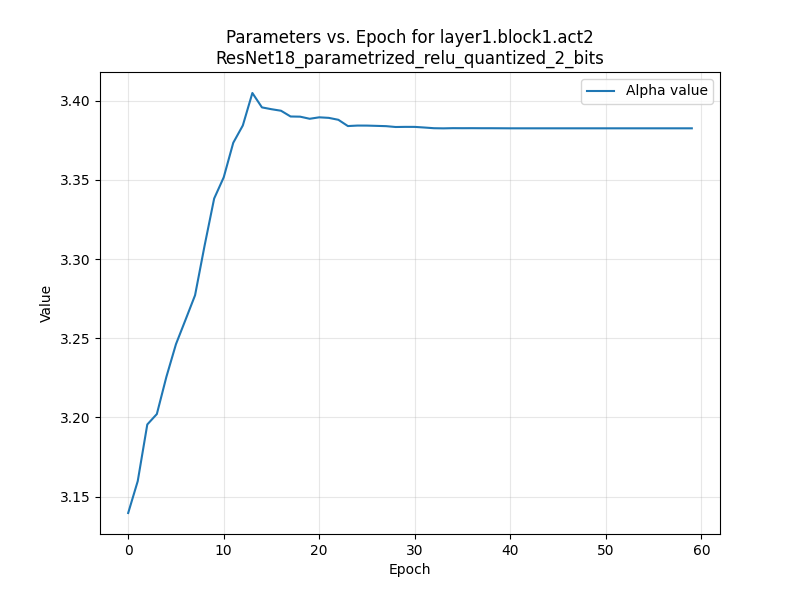 Parameters vs. Epoch for layer1.block1.act2
ResNet18_parametrized_relu_quantized_2_bits
Alpha value
3.40
3.35
3.30
3.25
3.20
3.15
Value
0 10 20 30 40 50 60
Epoch